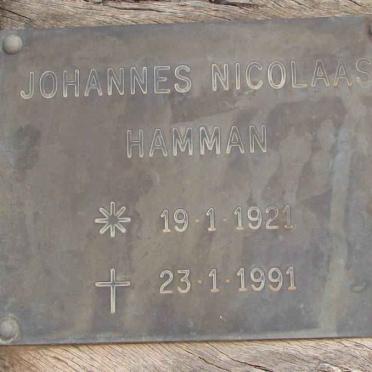 JOHANNES NICOLAAS
HAMMAN
19·1·1921
23·1·1991